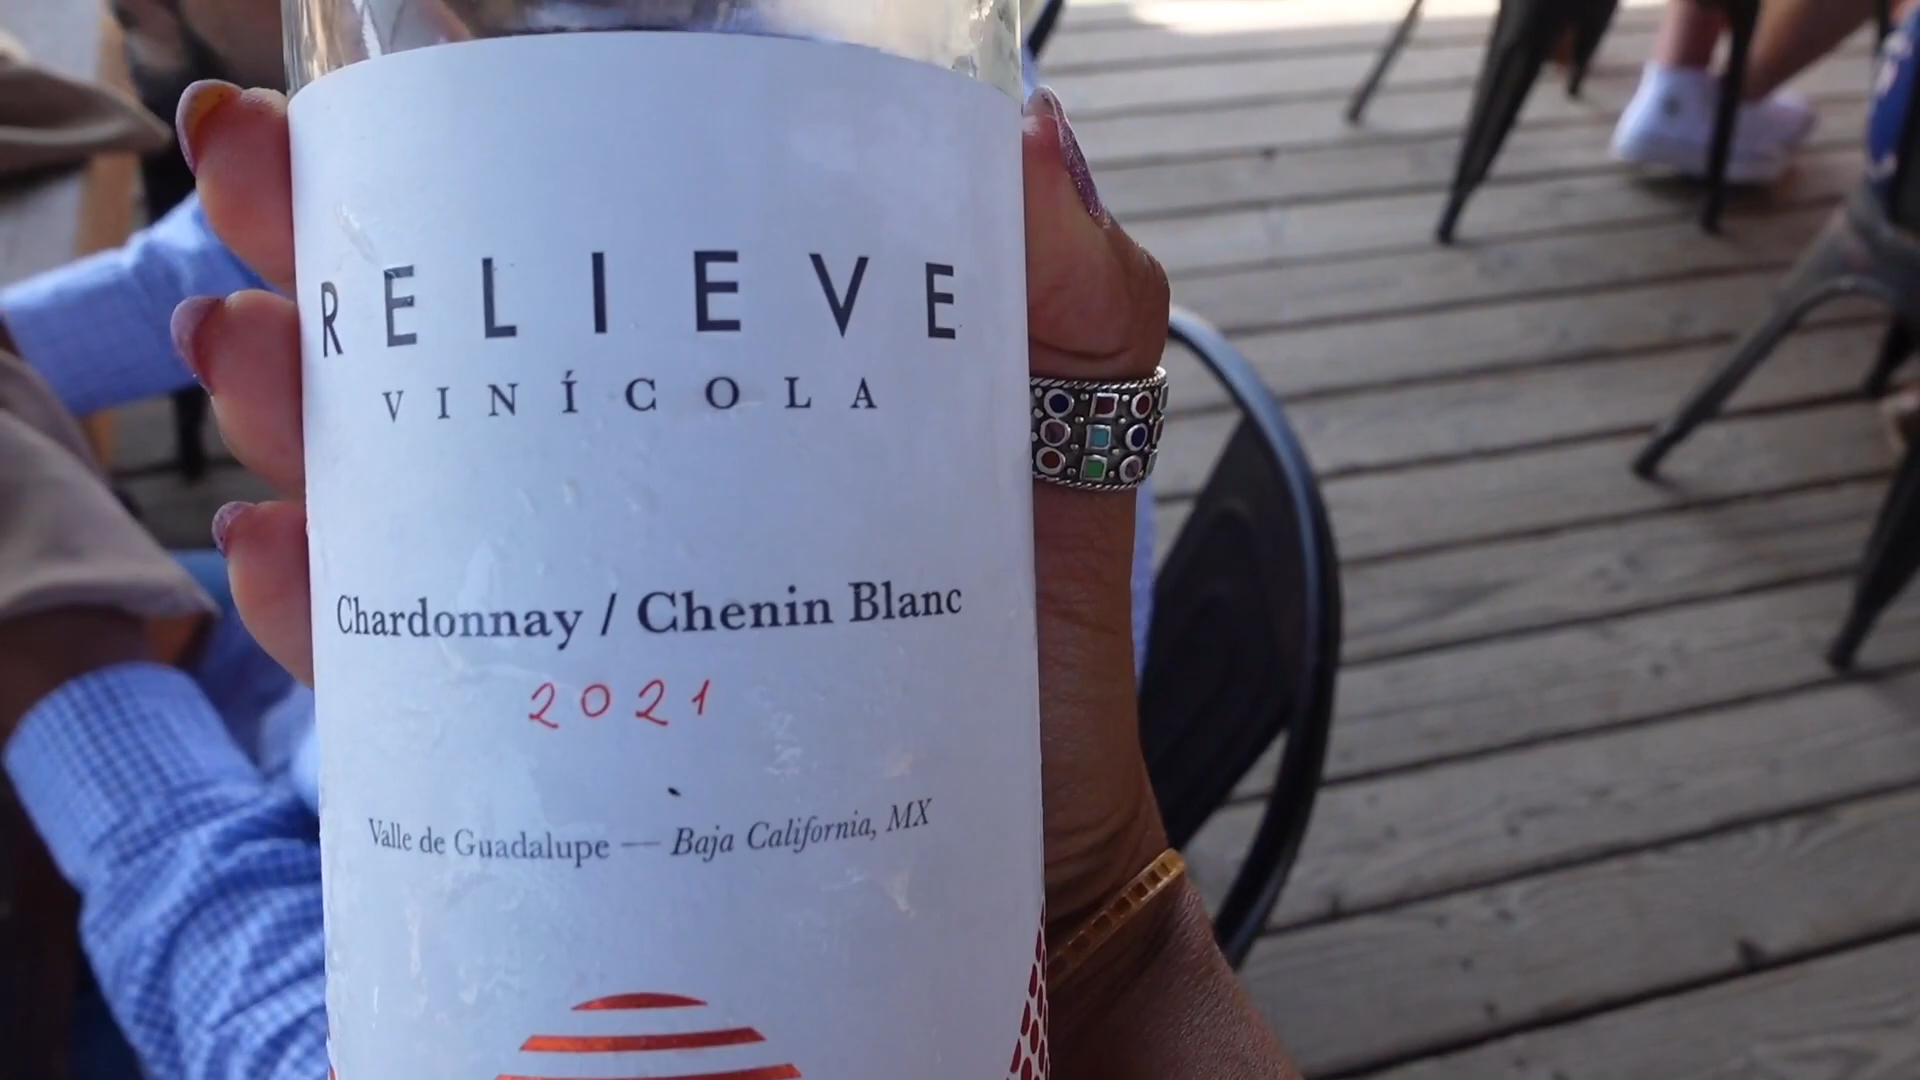 RELIEVE
VINÍCOLA
Chardonnay / Chenin Blanc
2021
Valle de Guadalupe — Baja California, MX